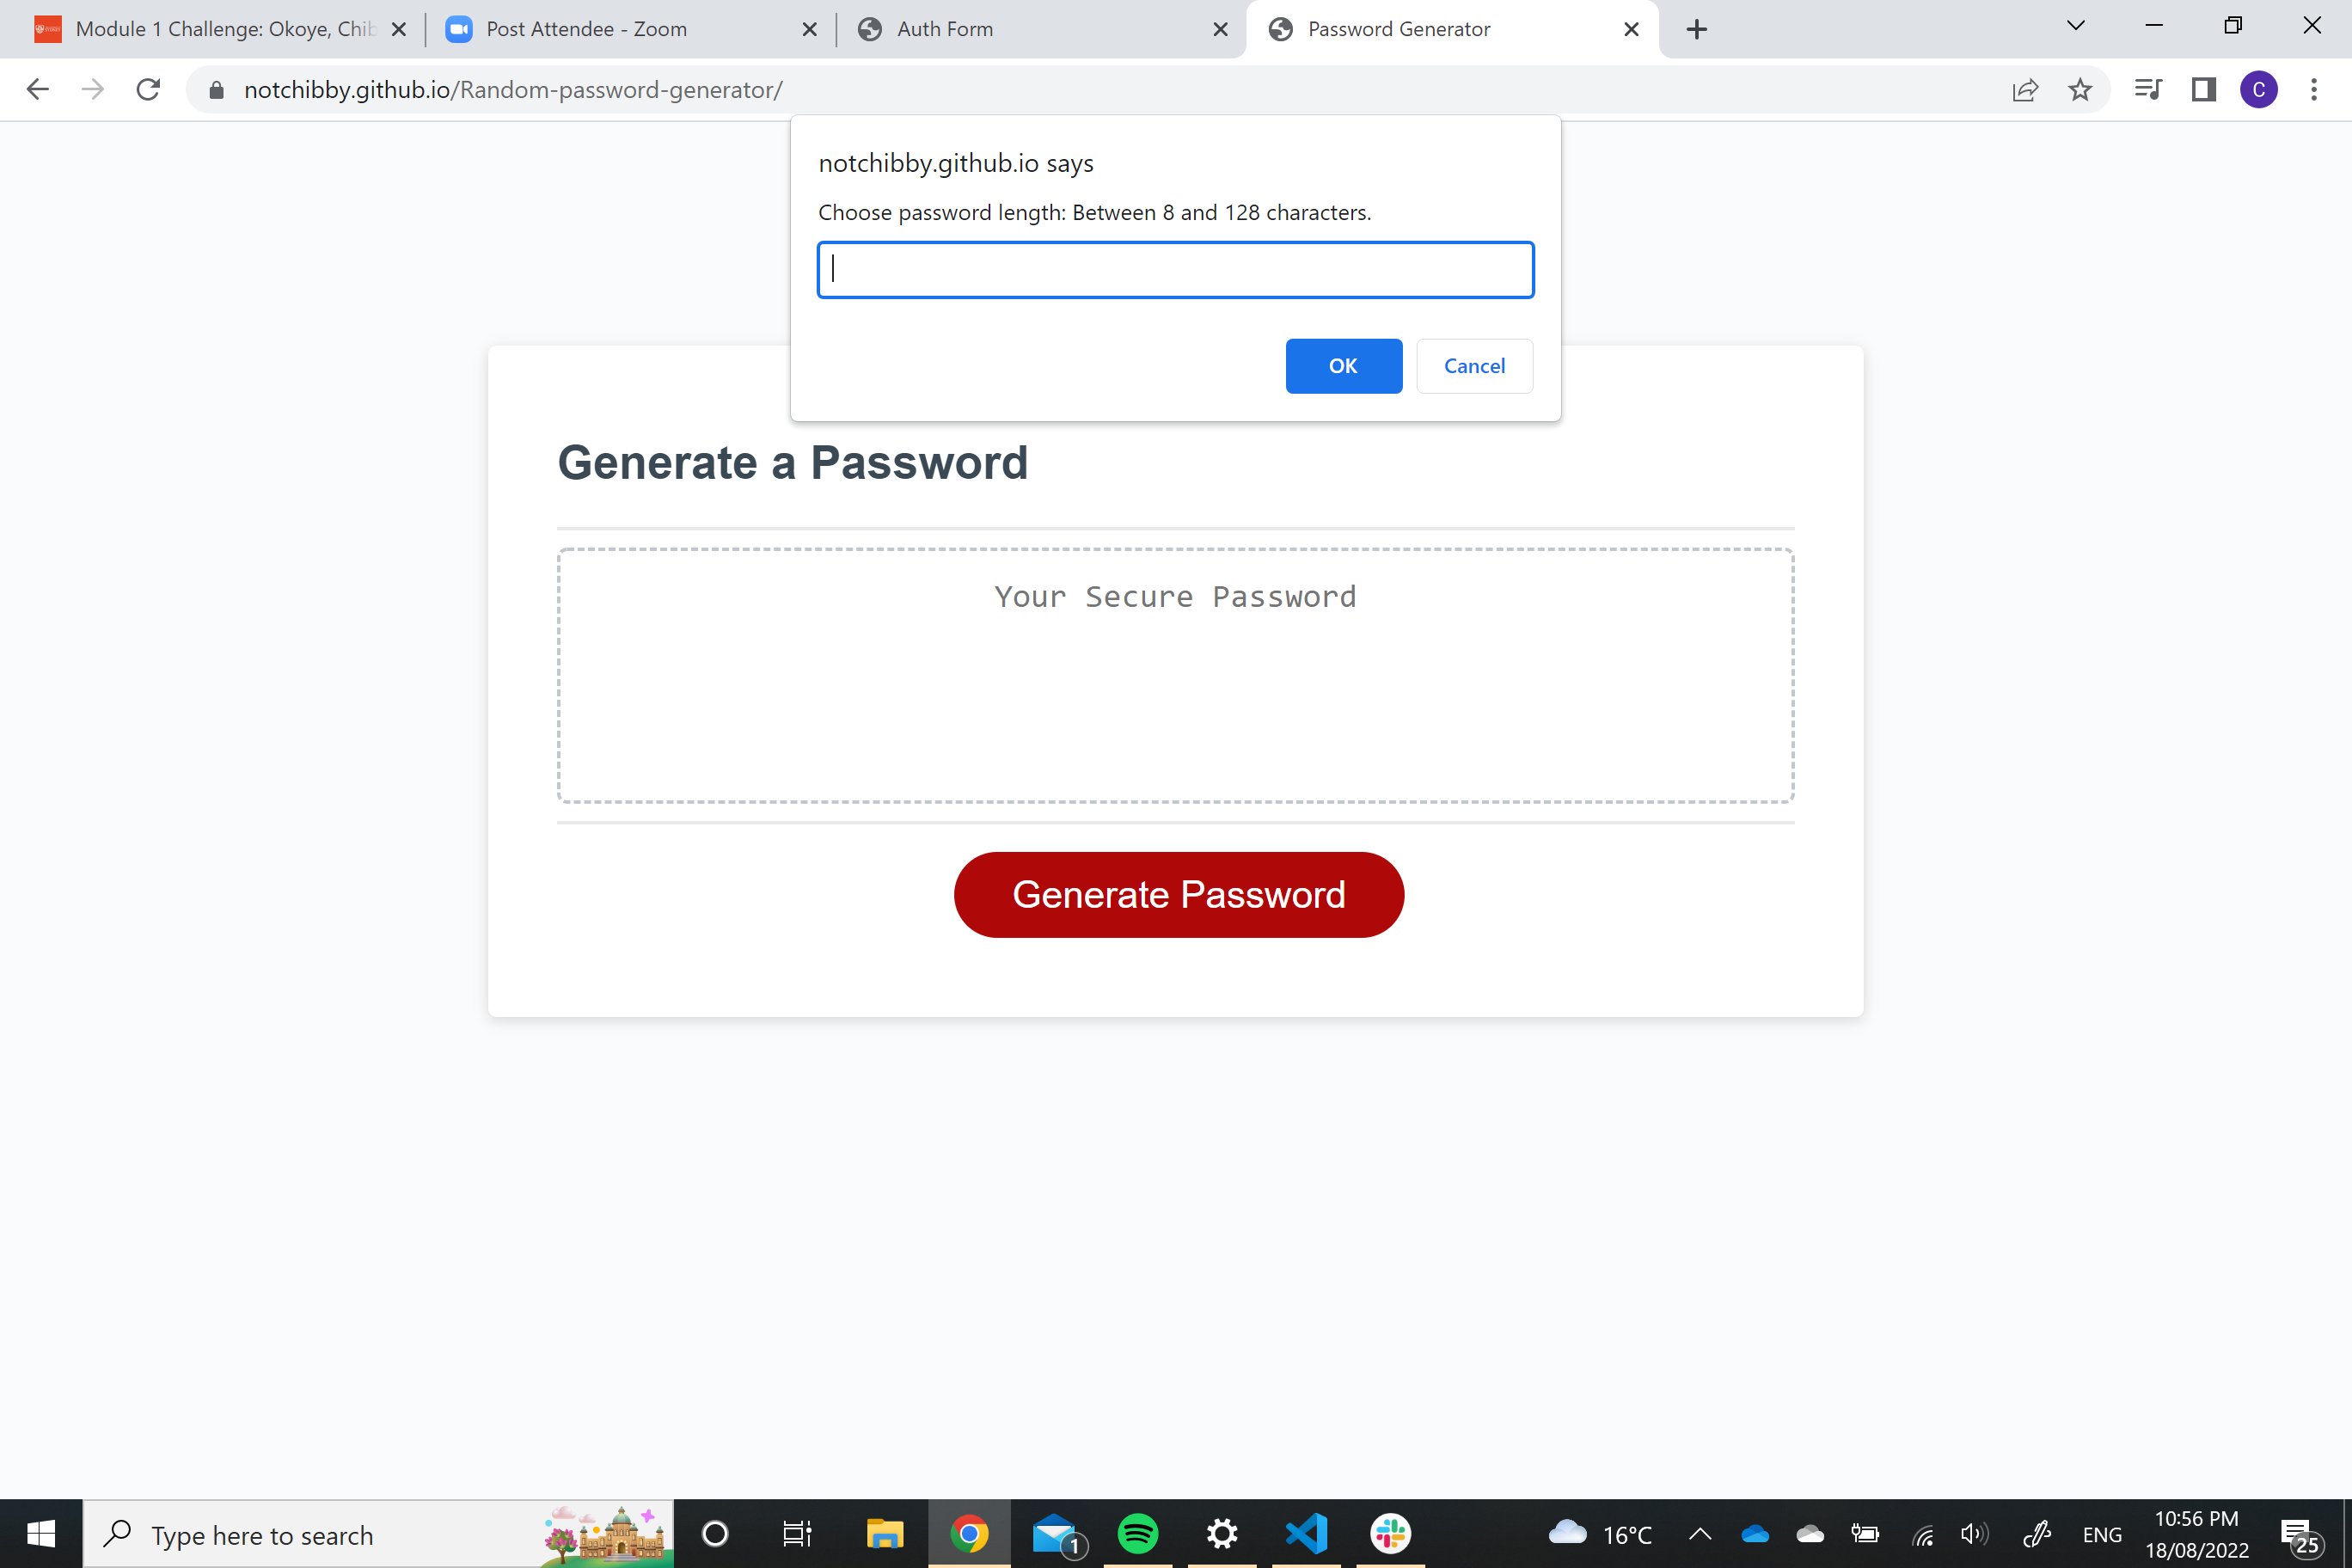 Module 1 Challenge: Okoye, Chib
Post Attendee - Zoom
Auth Form
Password Generator
notchibby.github.io/Random-password-generator/
C
notchibby.github.io says
Choose password length: Between 8 and 128 characters.
OK
Cancel
Generate a Password
Your Secure Password
Generate Password
Type here to search
1
16°C
ENG
10:56 PM
18/08/2022
25